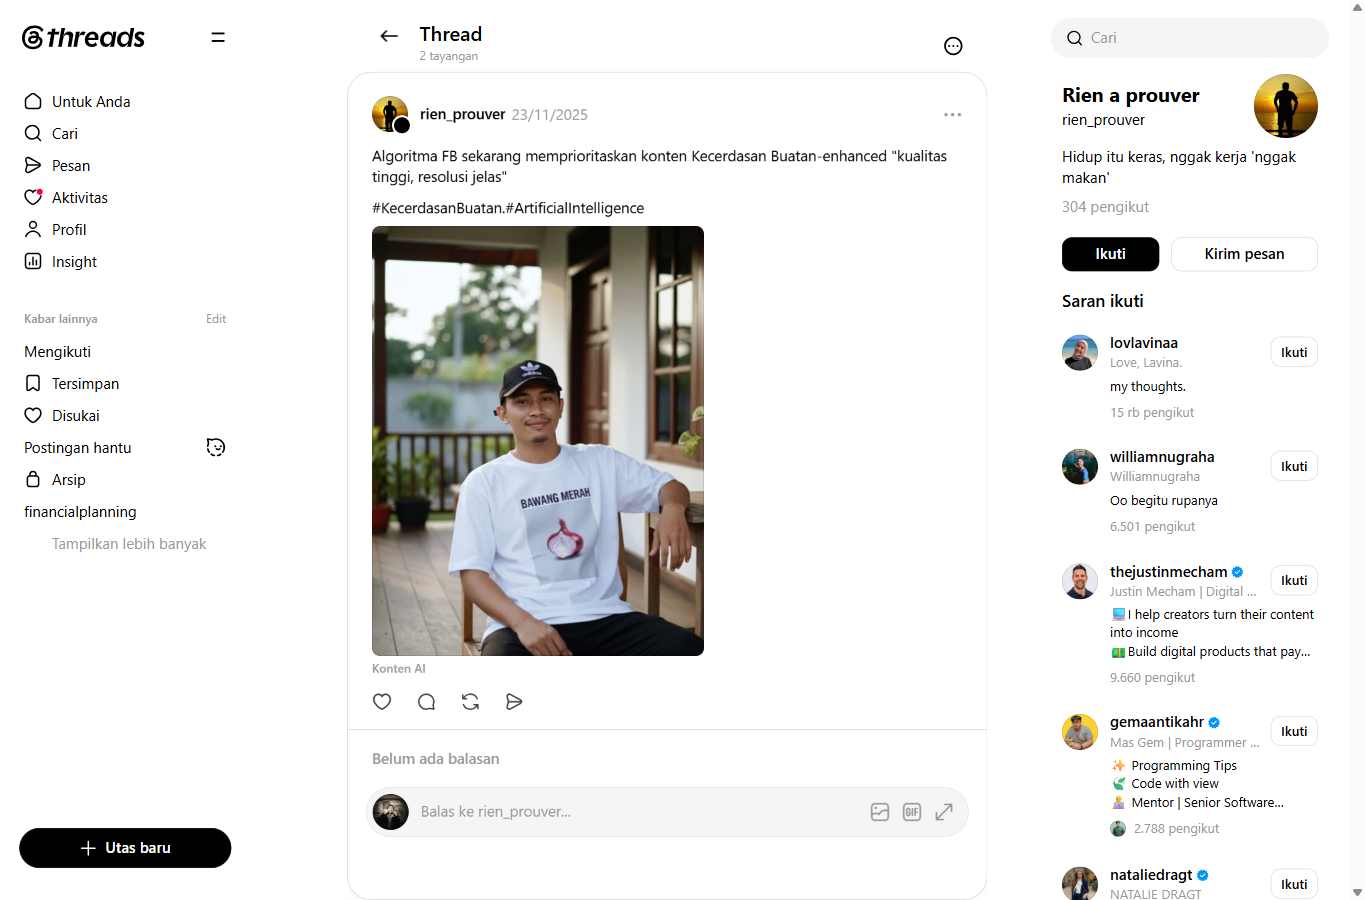 threads
Untuk Anda
Cari
Pesan
Aktivitas
Profil
Insight
Kabar lainnya
Edit
Mengikuti
Tersimpan
Disukai
Postingan hantu
Arsip
financialplanning
Tampilkan lebih banyak
Utas baru
Thread
2 tayangan
rien_prouver 23/11/2025
Algoritma FB sekarang memprioritaskan konten Kecerdasan Buatan-enhanced "kualitas
tinggi, resolusi jelas"
#KecerdasanBuatan.#ArtificialIntelligence
adidas
BAWANG MERAH
Konten AI
Belum ada balasan
Balas ke rien_prouver...
GIF
Cari
Rien a prouver
rien_prouver
Hidup itu keras, nggak kerja 'nggak
makan'
304 pengikut
Ikuti
Kirim pesan
Saran ikuti
lovlavinaa
Love, Lavina.
Ikuti
my thoughts.
15 rb pengikut
williamnugraha
Williamnugraha
Ikuti
Oo begitu rupanya
6.501 pengikut
thejustinmecham
Justin Mecham | Digital ...
Ikuti
I help creators turn their content
into income
Build digital products that pay...
9.660 pengikut
gemaantikahr
Mas Gem | Programmer ...
Ikuti
Programming Tips
Code with view
Mentor | Senior Software...
2.788 pengikut
nataliedragt
NATALIE DRAGT
Ikuti